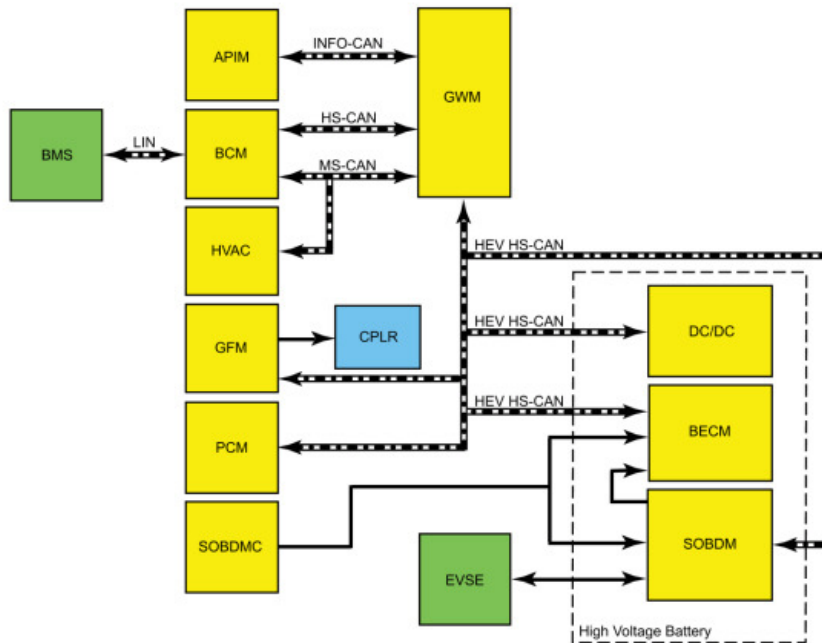 APIM
INFO-CAN
GWM
BMS
LIN
BCM
HS-CAN
MS-CAN
HVAC
HEV HS-CAN
GFM
CPLR
HEV HS-CAN
DC/DC
HEV HS-CAN
PCM
BECM
SOBDMC
SOBDM
EVSE
High Voltage Battery